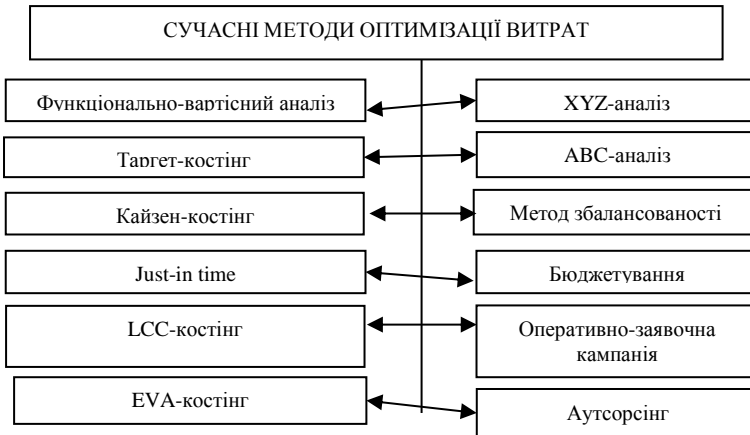 СУЧАСНІ МЕТОДИ ОПТИМІЗАЦІЇ ВИТРАТ
Функціонально-вартісний аналіз
XYZ-аналіз
Таргет-костінг
АВС-аналіз
Кайзен-костінг
Метод збалансованості
Just-in time
Бюджетування
LCC-костінг
Оперативно-заявочна
кампанія
EVA-костінг
Аутсорсінг